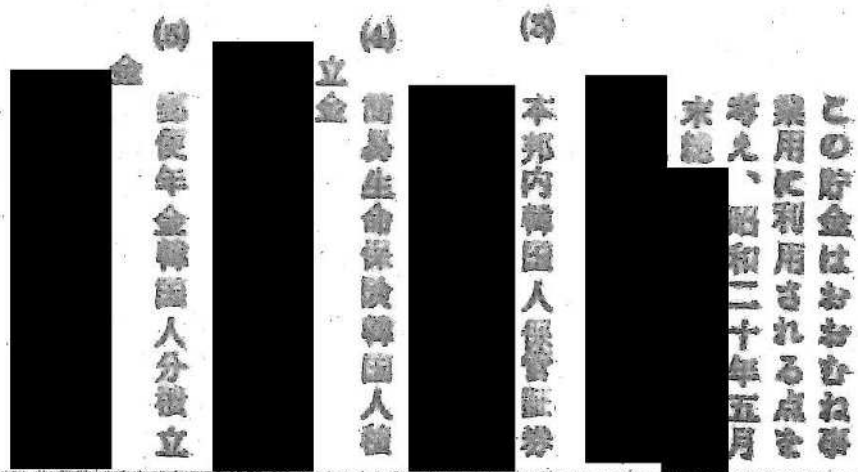 この貯金はおおむね事
業用に利用される点を
考え、昭和二十年五月
末
(3) 本邦内韓国人保管証券
(4) 簡易生命保険韓国人積
立金
(5) 郵便年金韓国人分積立
金